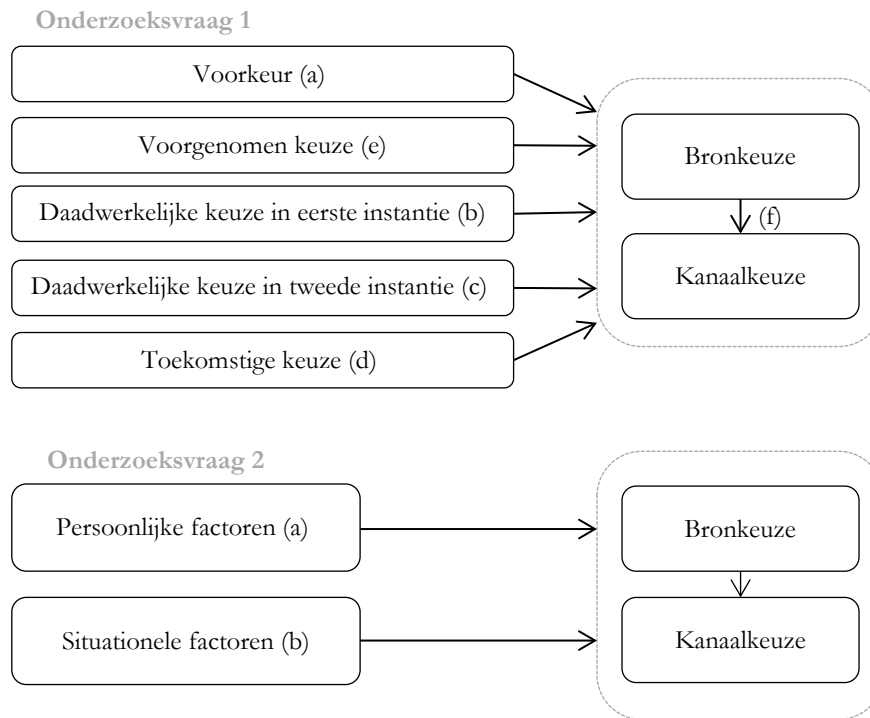 Onderzoeksvraag 1
Voorkeur (a)
Voorgenomen keuze (e)
Daadwerkelijke keuze in eerste instantie (b)
Daadwerkelijke keuze in tweede instantie (c)
Toekomstige keuze (d)
Bronkeuze
(f)
Kanaalkeuze
Onderzoeksvraag 2
Persoonlijke factoren (a)
Situationele factoren (b)
Bronkeuze
Kanaalkeuze